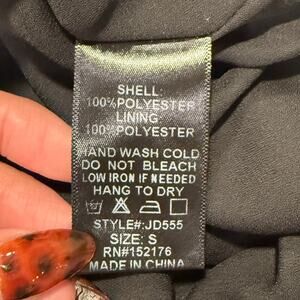 SHELL:
100%POLYESTER
LINING
100%POLYESTER
HAND WASH COLD
DO NOT BLEACH
LOW IRON IF NEEDED
HANG TO DRY
STYLE#:JD555
SIZE: S
RN#152176
MADE IN CHINA